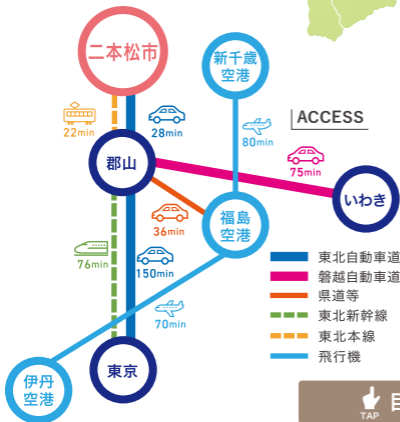 二本松市
新千歳
空港
ACCESS
22min
28min
80min
75min
郡山
いわき
36min
福島
空港
76min
150min
東北自動車道
磐越自動車道
県道等
東北新幹線
東北本線
飛行機
70min
東京
伊丹
空港
TAP